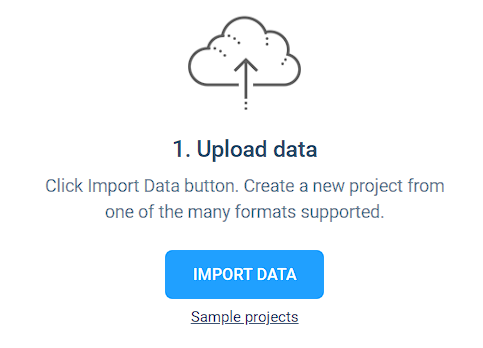 1. Upload data
Click Import Data button. Create a new project from
one of the many formats supported.
IMPORT DATA
Sample projects